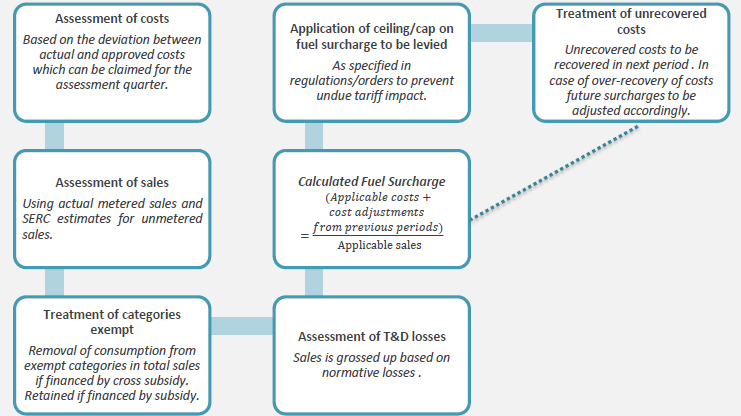 Assessment of costs
Based on the deviation between
actual and approved costs
which can be claimed for the
assessment quarter.
Assessment of sales
Using actual metered sales and
SERC estimates for unmetered
sales.
Treatment of categories
exempt
Removal of consumption from
exempt categories in total sales
if financed by cross subsidy.
Retained if financed by subsidy.
Assessment of T&D losses
Sales is grossed up based on
normative losses .
Calculated Fuel Surcharge
(Applicable costs +
cost adjustments
from previous periods)
=
Applicable sales
Application of ceiling/cap on
fuel surcharge to be levied
As specified in
regulations/orders to prevent
undue tariff impact.
Treatment of unrecovered
costs
Unrecovered costs to be
recovered in next period . In
case of over-recovery of costs
future surcharges to be
adjusted accordingly.